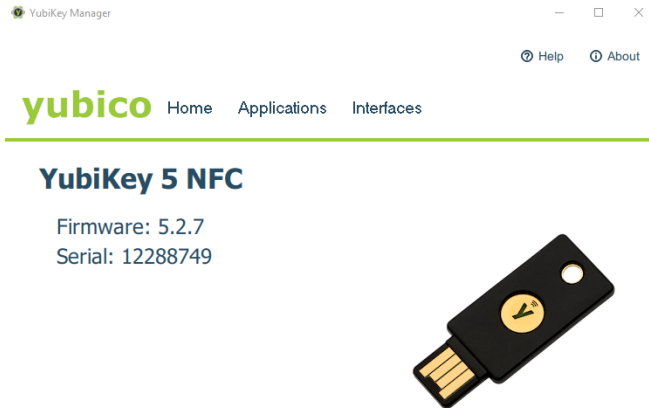 YubiKey Manager
Help About
yubico Home Applications Interfaces
YubiKey 5 NFC
Firmware: 5.2.7
Serial: 12288749